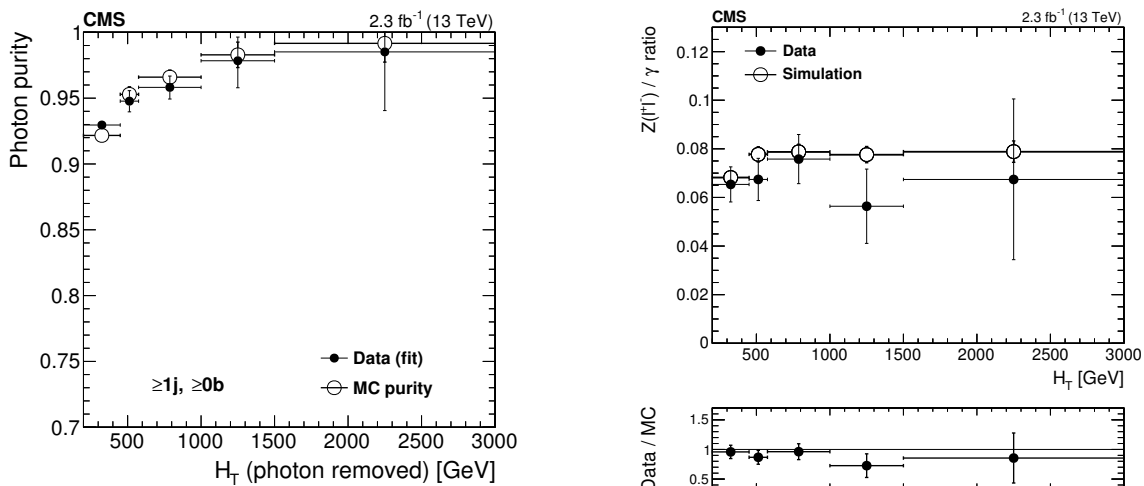 CMS
2.3 fb⁻¹ (13 TeV)
Photon purity
1
0.95
0.9
0.85
0.8
0.75
0.7
Data (fit)
MC purity
≥1j, ≥0b
500 1000 1500 2000 2500 3000
H_T (photon removed) [GeV]
CMS
2.3 fb⁻¹ (13 TeV)
Z(l⁺l⁻) / γ ratio
0.12
0.1
0.08
0.06
0.04
0.02
0
Data
Simulation
500 1000 1500 2000 2500 3000
H_T [GeV]
Data / MC
1.5
1
0.5